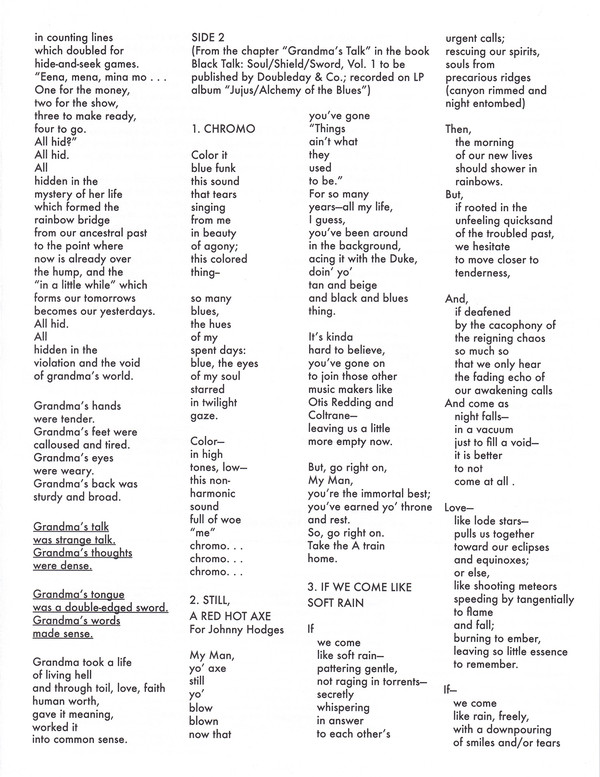 in counting lines
which doubled for
hide-and-seek games.
"Eena, mena, mina mo . . .
One for the money,
two for the show,
three to make ready,
four to go.
All hid?"
All hid.
All
hidden in the
mystery of her life
which formed the
rainbow bridge
from our ancestral past
to the point where
now is already over
the hump, and the
"in a little while" which
forms our tomorrows
becomes our yesterdays.
All hid.
All
hidden in the
violation and the void
of grandma's world.
Grandma's hands
were tender.
Grandma's feet were
calloused and tired.
Grandma's eyes
were weary.
Grandma's back was
sturdy and broad.
Grandma's talk
was strange talk.
Grandma's thoughts
were dense.
Grandma's tongue
was a double-edged sword.
Grandma's words
made sense.
Grandma took a life
of living hell
and through toil, love, faith
human worth,
gave it meaning,
worked it
into common sense.
SIDE 2
(From the chapter "Grandma's Talk" in the book
Black Talk: Soul/Shield/Sword, Vol. 1 to be
published by Doubleday & Co.; recorded on LP
album "Jujus/Alchemy of the Blues")
1. CHROMO
Color it
blue funk
this sound
that tears
singing
from me
in beauty
of agony;
this colored
thing–
so many
blues,
the hues
of my
spent days:
blue, the eyes
of my soul
starred
in twilight
gaze.
Color—
in high
tones, low—
this non-
harmonic
sound
full of woe
"me"
chromo. . .
chromo. . .
chromo. . .
2. STILL,
A RED HOT AXE
For Johnny Hodges
My Man,
yo' axe
still
yo'
blow
blown
now that
you've gone
"Things
ain't what
they
used
to be."
For so many
years—all my life,
I guess,
you've been around
in the background,
acing it with the Duke,
doin' yo'
tan and beige
and black and blues
thing.
It's kinda
hard to believe,
you've gone on
to join those other
music makers like
Otis Redding and
Coltrane—
leaving us a little
more empty now.
But, go right on,
My Man,
you're the immortal best;
you've earned yo' throne
and rest.
So, go right on.
Take the A train
home.
3. IF WE COME LIKE
SOFT RAIN
If
we come
like soft rain—
pattering gentle,
not raging in torrents—
secretly
whispering
in answer
to each other's
urgent calls;
rescuing our spirits,
souls from
precarious ridges
(canyon rimmed and
night entombed)
Then,
the morning
of our new lives
should shower in
rainbows.
But,
if rooted in the
unfeeling quicksand
of the troubled past,
we hesitate
to move closer to
tenderness,
And,
if deafened
by the cacophony of
the reigning chaos
so much so
that we only hear
the fading echo of
our awakening calls
And come as
night falls—
in a vacuum
just to fill a void—
it is better
to not
come at all .
Love—
like lode stars—
pulls us together
toward our eclipses
and equinoxes;
or else,
like shooting meteors
speeding by tangentially
to flame
and fall;
burning to ember,
leaving so little essence
to remember.
If—
we come
like rain, freely,
with a downpouring
of smiles and/or tears